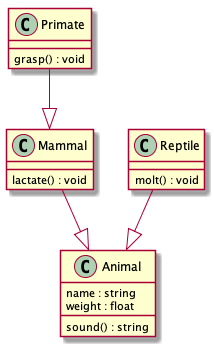 C Primate
grasp() : void
C Mammal
lactate() : void
C Reptile
molt() : void
C Animal
name : string
weight : float
sound() : string